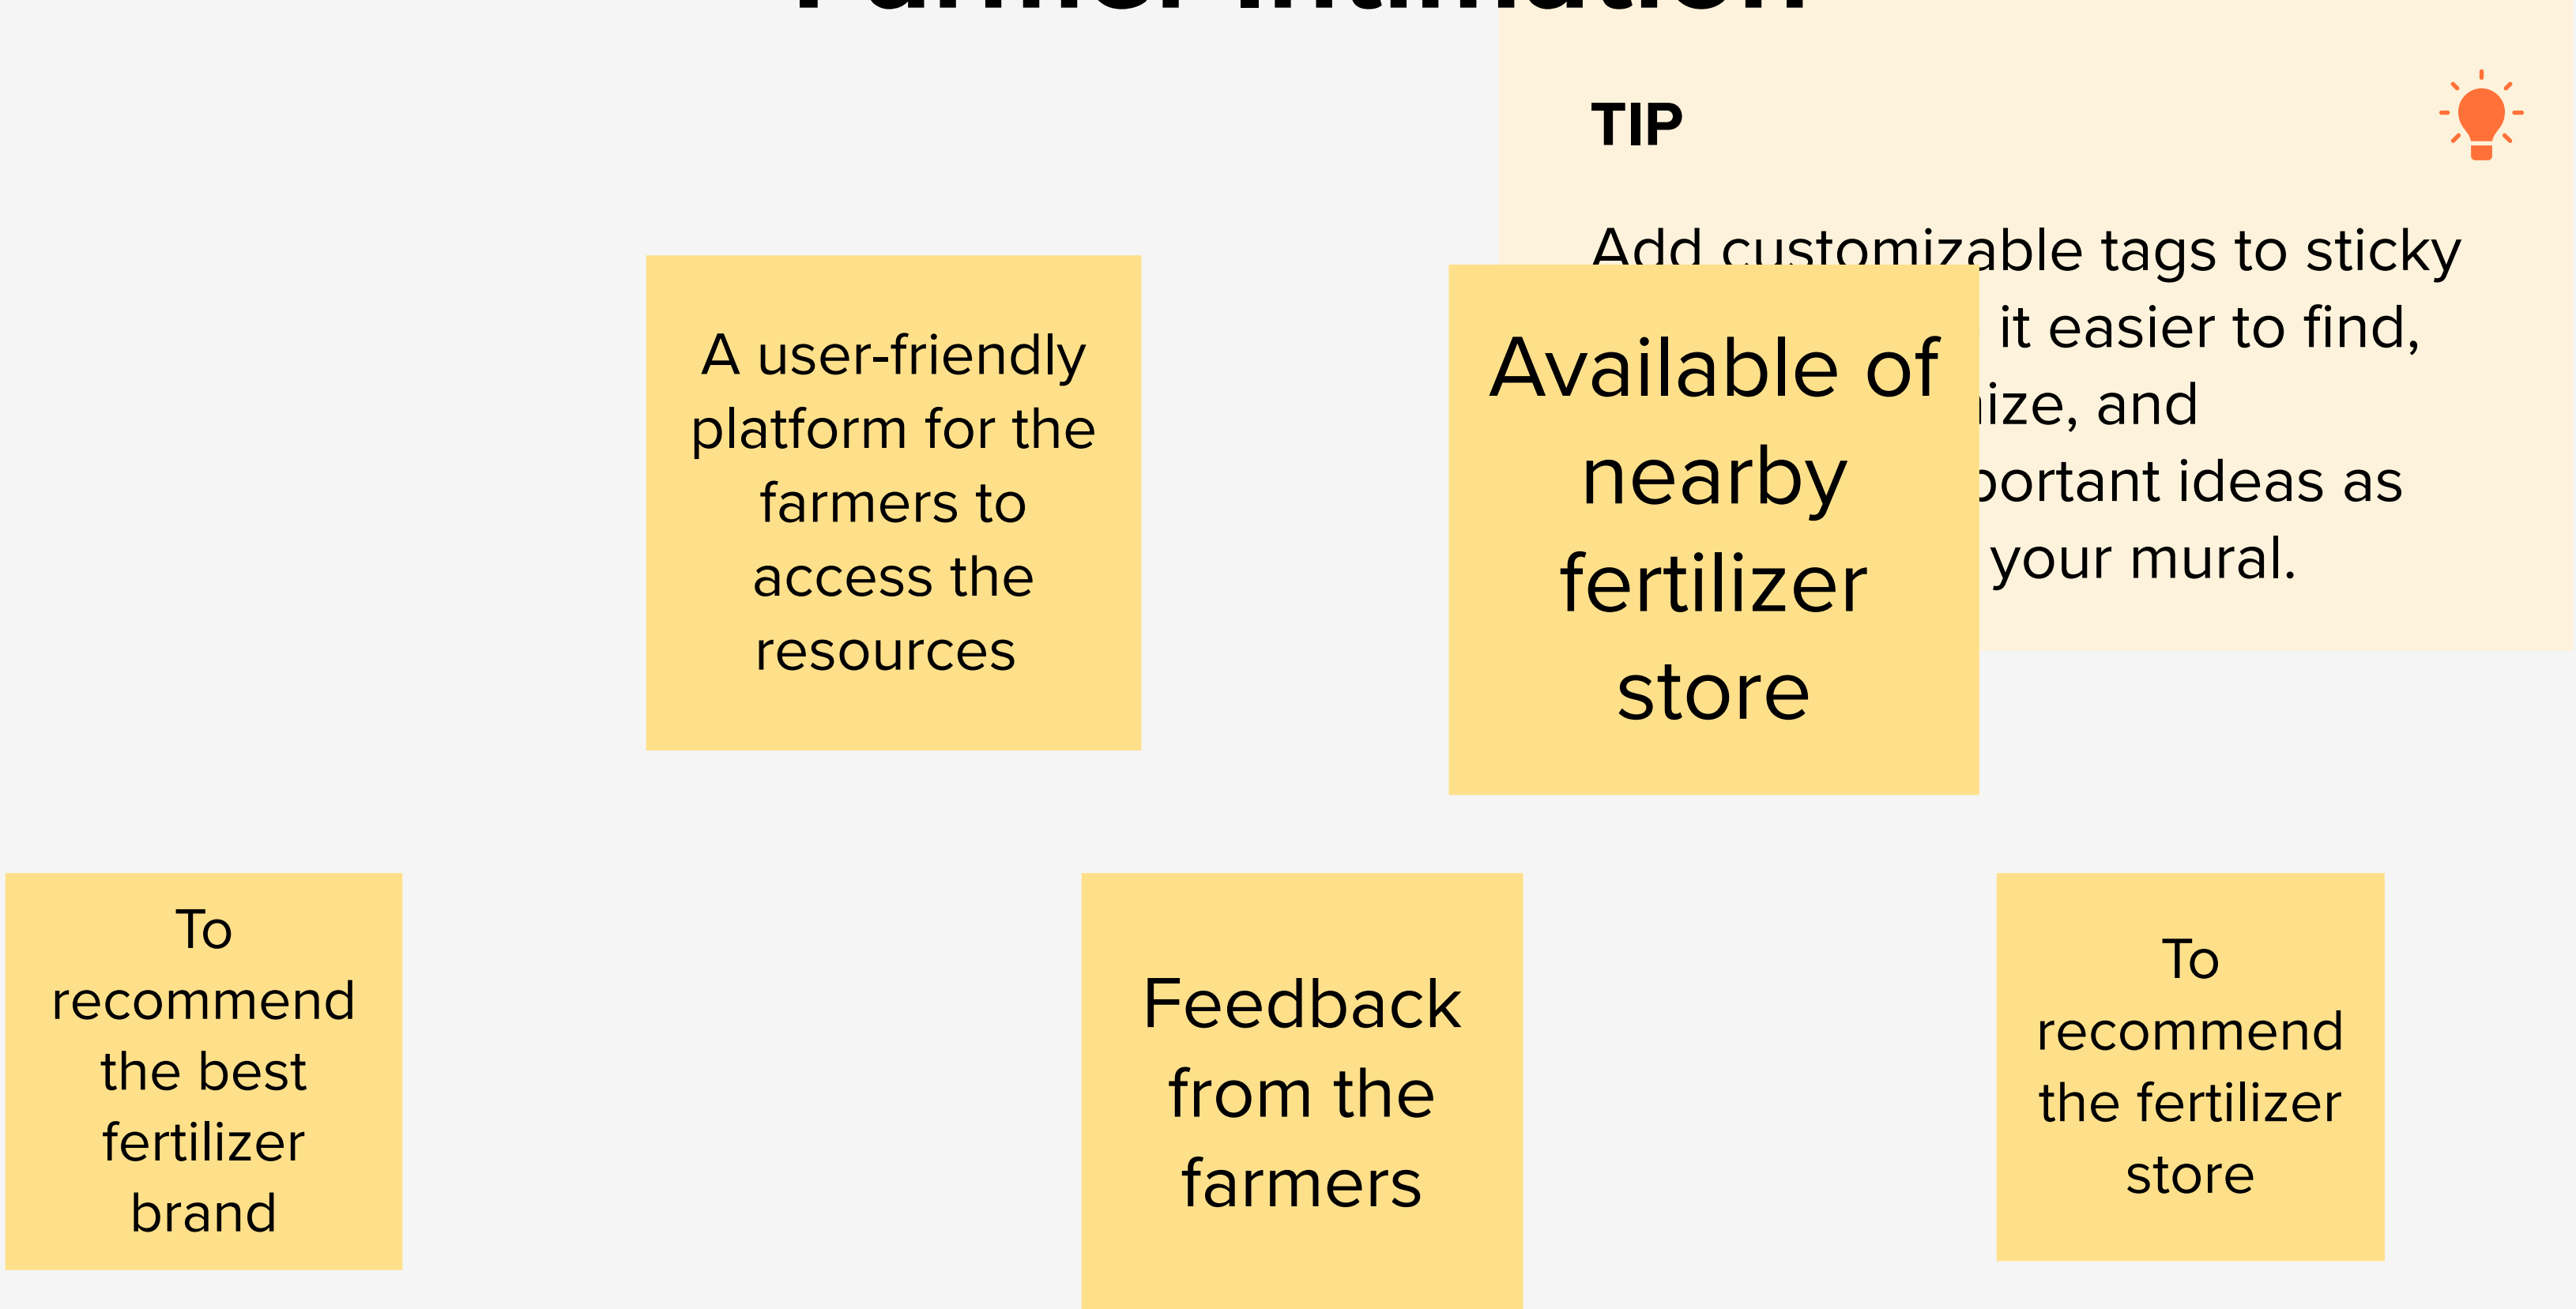 TIP
Add customizable tags to sticky
it easier to find,
and
ideas as
your mural.
A user-friendly
platform for the
farmers to
access the
resources
Available of
nearby
fertilizer
store
To
recommend
the best
fertilizer
brand
Feedback
from the
farmers
To
recommend
the fertilizer
store